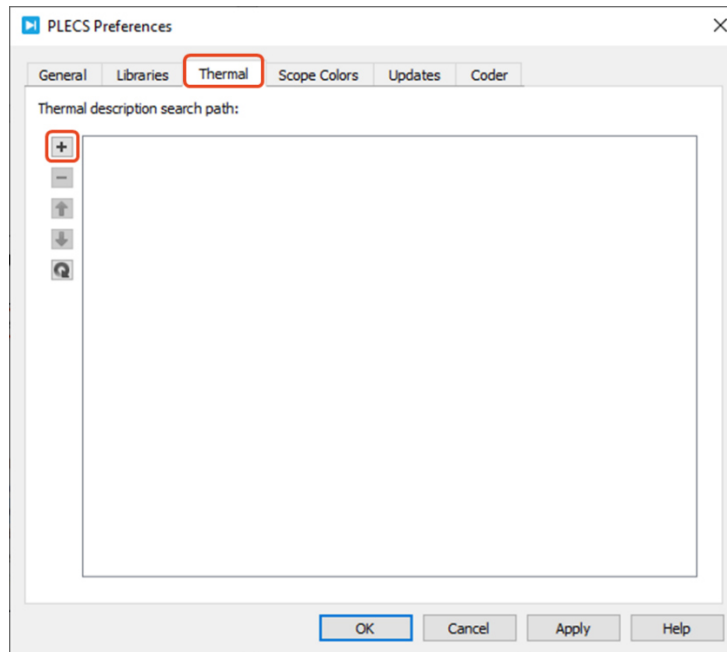 PLECS Preferences
General Libraries Thermal Scope Colors Updates Coder
Thermal description search path:
OK Cancel Apply Help